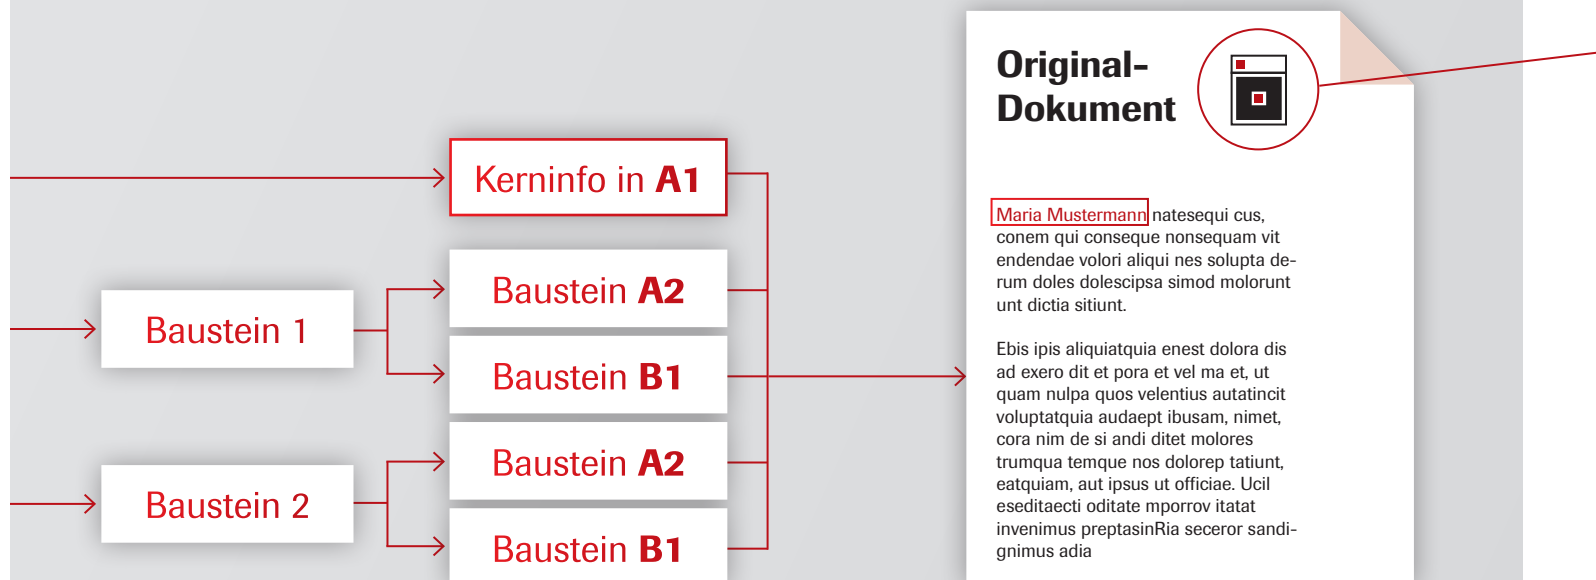 Original-
Dokument
Kerninfo in A1
Baustein A2
Baustein 1
Baustein B1
Baustein A2
Baustein 2
Baustein B1
Maria Mustermann natesequi cus,
conem qui conseque nonsequam vit
endendae volori aliqui nes solupta de-
rum doles dolescipsa simod molorunt
unt dictia sitiunt.
Ebis ipis aliquiatquia enest dolora dis
ad exero dit et pora et vel ma et, ut
quam nulpa quos velentius autatincit
voluptatquia audaept ibusam, nimet,
cora nim de si andi ditet molores
trumqua temque nos dolorep tatiunt,
eatquiam, aut ipsus ut officiae. Ucil
eseditaecti oditate mporrov itatat
invenimus preptasinRia seceror sandi-
gnimus adia